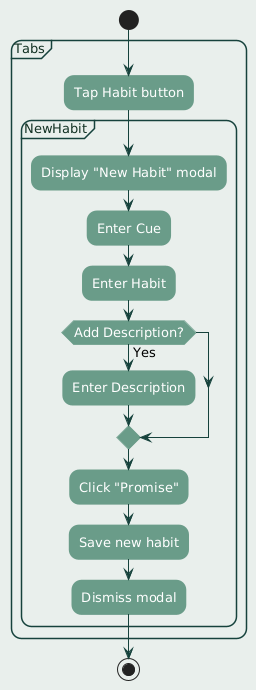 Tabs
Tap Habit button
NewHabit
Display "New Habit" modal
Enter Cue
Enter Habit
Add Description?
Yes
Enter Description
Click "Promise"
Save new habit
Dismiss modal